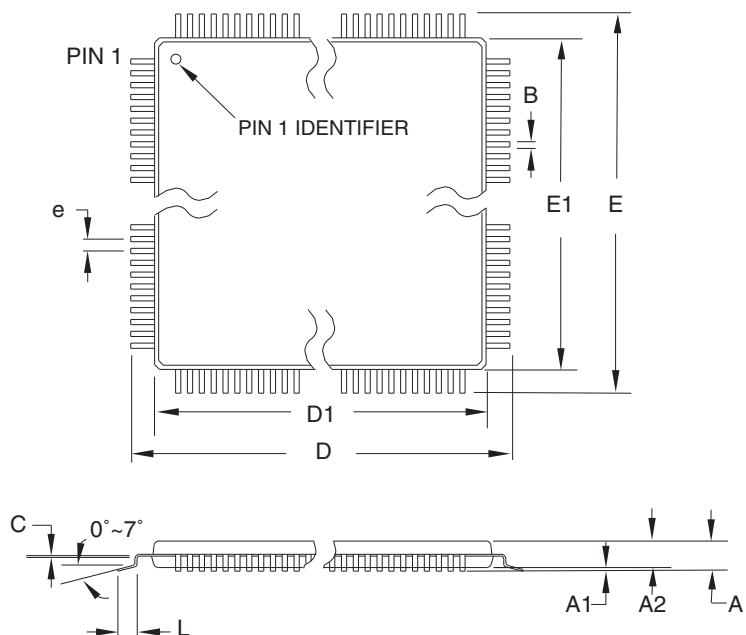 PIN 1
PIN 1 IDENTIFIER
B
e
E1
E
D1
D
C
0°~7°
L
A1
A2
A